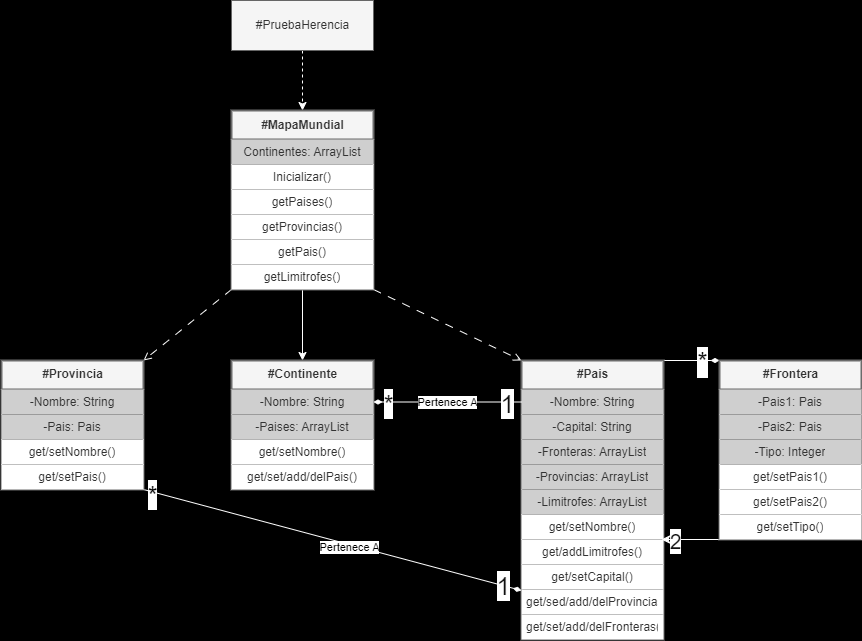 #PruebaHerencia
#MapaMundial
Continentes: ArrayList
Inicializar()
getPaises()
getProvincias()
getPais()
getLimitrofes()
#Provincia
-Nombre: String
-Pais: Pais
get/setNombre()
get/setPais()
#Continente
-Nombre: String
-Paises: ArrayList
get/setNombre()
get/set/add/delPais()
*
Pertenece A
1
#Pais
-Nombre: String
-Capital: String
-Fronteras: ArrayList
-Provincias: ArrayList
-Limitrofes: ArrayList
get/setNombre()
get/addLimitrofes()
get/setCapital()
get/sed/add/delProvincia
get/set/add/delFronteras(
*
#Frontera
-Pais1: Pais
-Pais2: Pais
-Tipo: Integer
get/setPais1()
get/setPais2()
get/setTipo()
2
*
Pertenece A
1